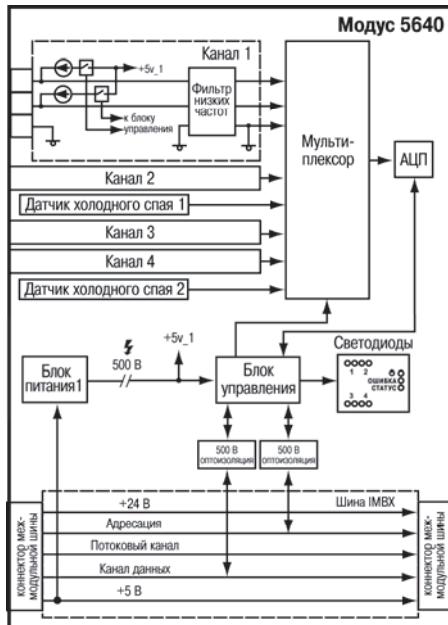 Модус 5640
Канал 1
+5v_1
к блоку
управления
Фильтр
низких
частот
Мульти-
плексор
АЦП
Канал 2
Датчик холодного спая 1
Канал 3
Канал 4
Датчик холодного спая 2
Блок
питания1
500 В
+5v_1
Блок
управления
Светодиоды
1 2
ОШИБКА
СТАТУС
3 4
500 В
оптоизоляция
500 В
оптоизоляция
коннектор меж-
модульной шины
+24 В
Шина IMBX
Адресация
Потоковый канал
Канал данных
+5 В
коннектор меж-
модульной шины